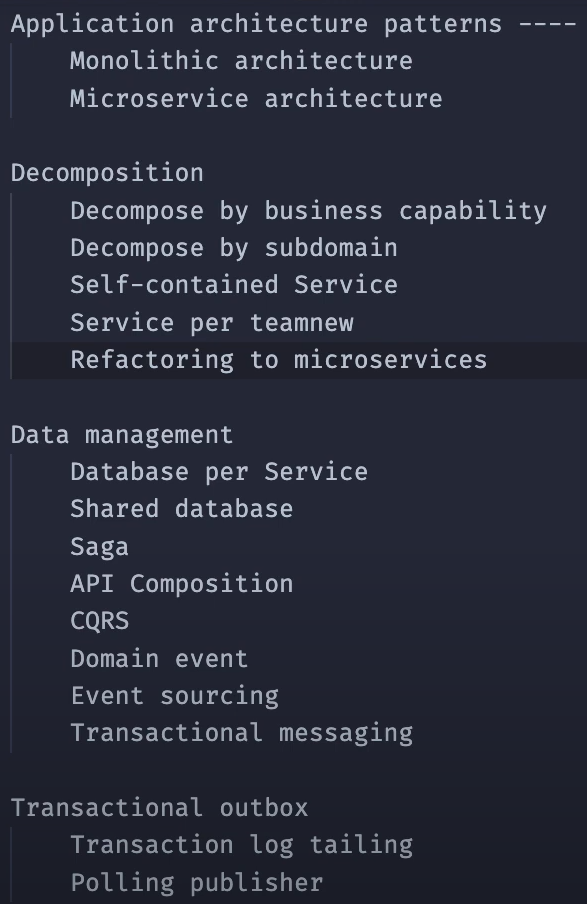 Application architecture patterns ----
Monolithic architecture
Microservice architecture
Decomposition
Decompose by business capability
Decompose by subdomain
Self-contained Service
Service per teamnew
Refactoring to microservices
Data management
Database per Service
Shared database
Saga
API Composition
CQRS
Domain event
Event sourcing
Transactional messaging
Transactional outbox
Transaction log tailing
Polling publisher